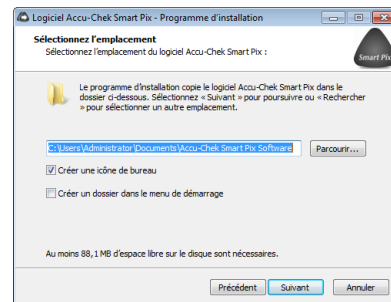 Logiciel Accu-Chek Smart Pix - Programme d'installation
Sélectionnez l'emplacement
Sélectionnez l'emplacement du logiciel Accu-Chek Smart Pix :
Smart Pix
Le programme d'installation copie le logiciel Accu-Chek Smart Pix dans le
dossier ci-dessous. Sélectionnez « Suivant » pour poursuivre ou « Rechercher
» pour sélectionner un autre emplacement.
C:\Users\Administrator\Documents\Accu-Chek Smart Pix Software
Parcourir...
Créer une icône de bureau
Créer un dossier dans le menu de démarrage
Au moins 88,1 MB d'espace libre sur le disque sont nécessaires.
Précédent
Suivant
Annuler